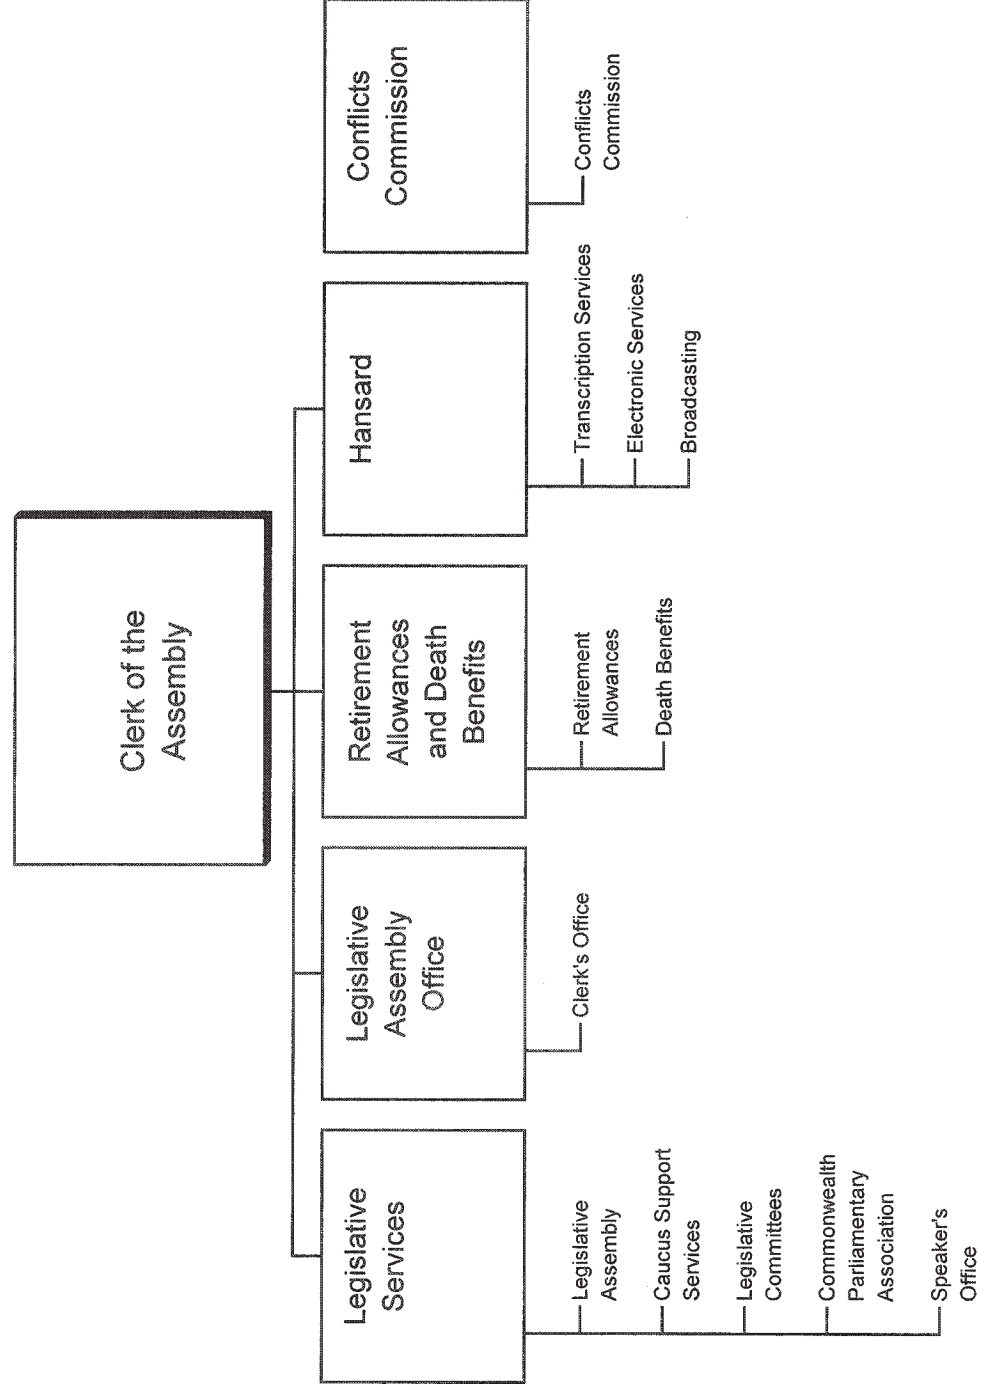 Clerk of the
Assembly
Legislative
Services
Legislative
Assembly
Caucus Support
Services
Legislative
Committees
Commonwealth
Parliamentary
Association
Speaker's
Office
Legislative
Assembly
Office
Clerk's Office
Retirement
Allowances
and Death
Benefits
Retirement
Allowances
Death Benefits
Hansard
Transcription Services
Electronic Services
Broadcasting
Conflicts
Commission
Conflicts
Commission